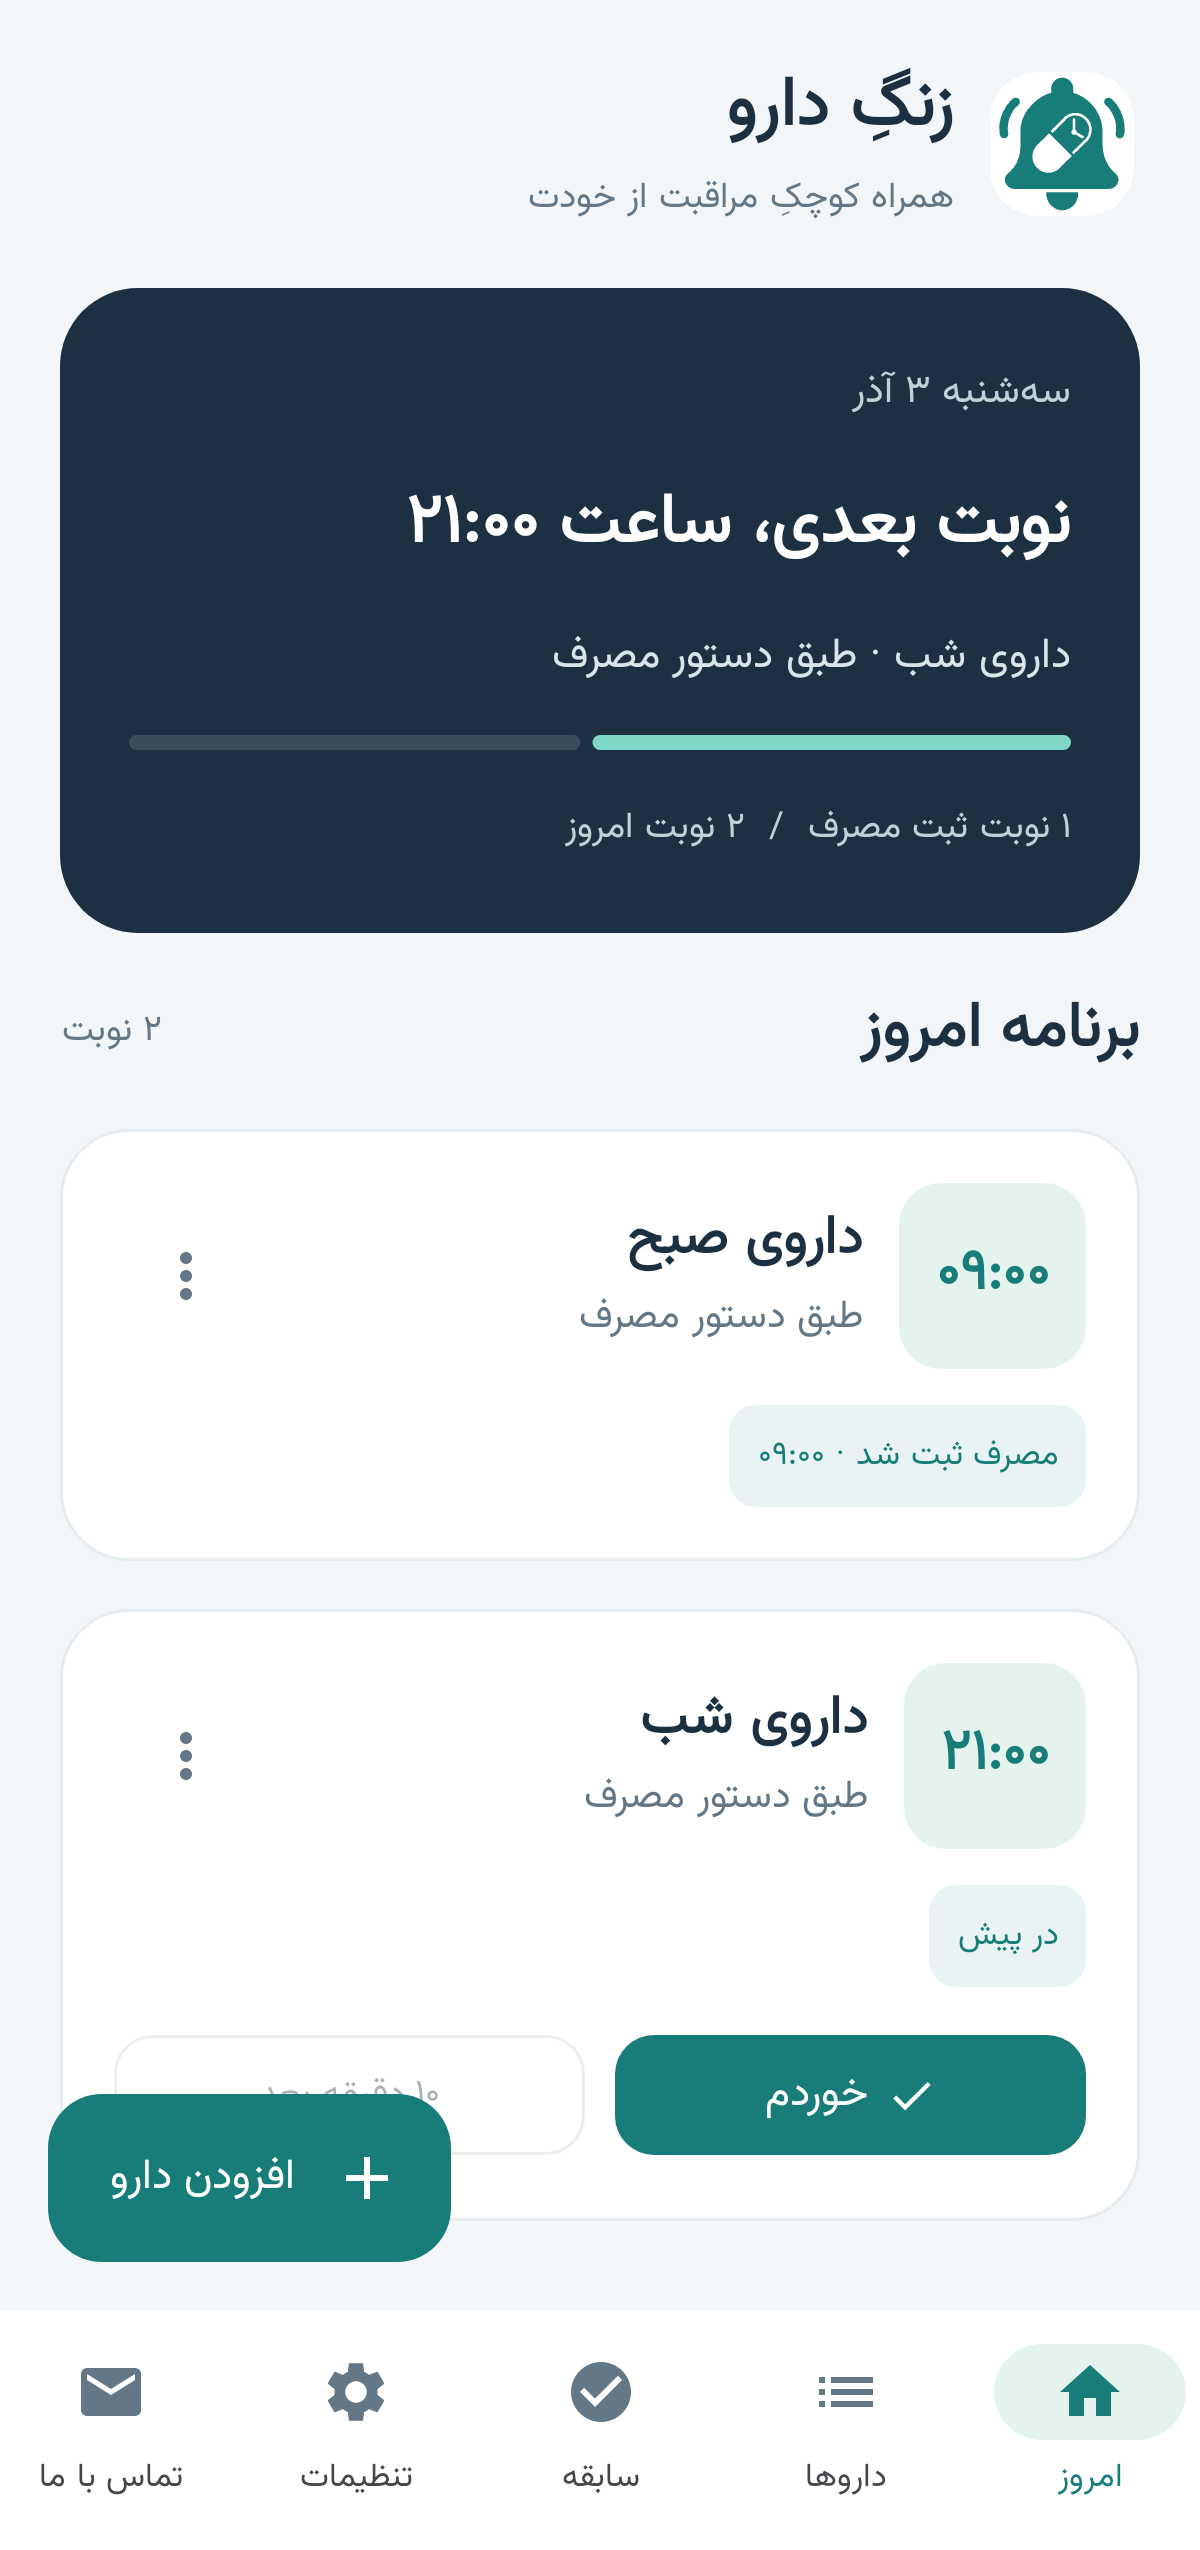 زنگِ دارو
همراه کوچکِ مراقبت از خودت
سه‌شنبه ۳ آذر
نوبت بعدی، ساعت ۲۱:۰۰
داروی شب · طبق دستور مصرف
۱ نوبت ثبت مصرف / ۲ نوبت امروز
برنامه امروز
۲ نوبت
۰۹:۰۰
داروی صبح
طبق دستور مصرف
مصرف ثبت شد · ۰۹:۰۰
۲۱:۰۰
داروی شب
طبق دستور مصرف
در پیش
خوردم
۱۰ دقیقه بعد
افزودن دارو
امروز
داروها
سابقه
تنظیمات
تماس با ما